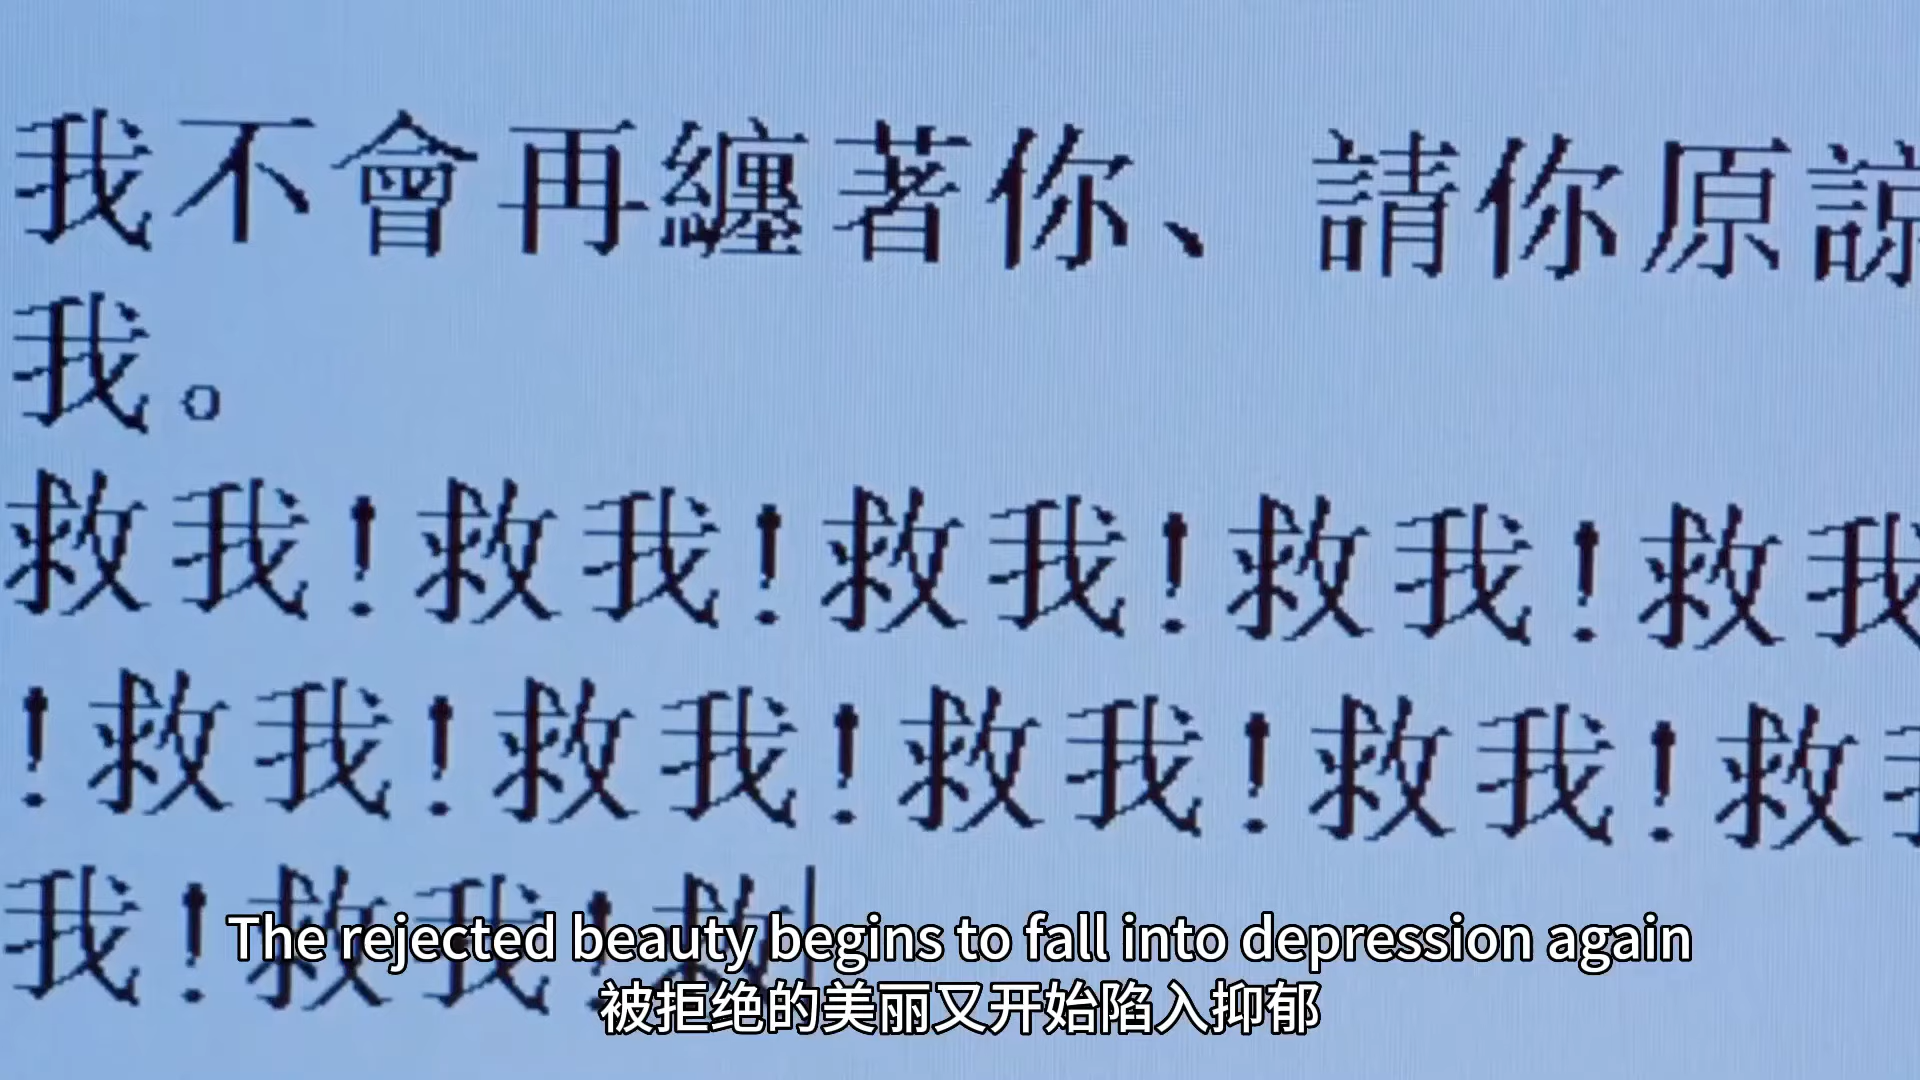 我不會再纏著你、請你原諒
我。
救我!救我!救我!救我!救我
!救我!救我!救我!救我!救我
我!救我!救
The rejected beauty begins to fall into depression again
被拒绝的美丽又开始陷入抑郁